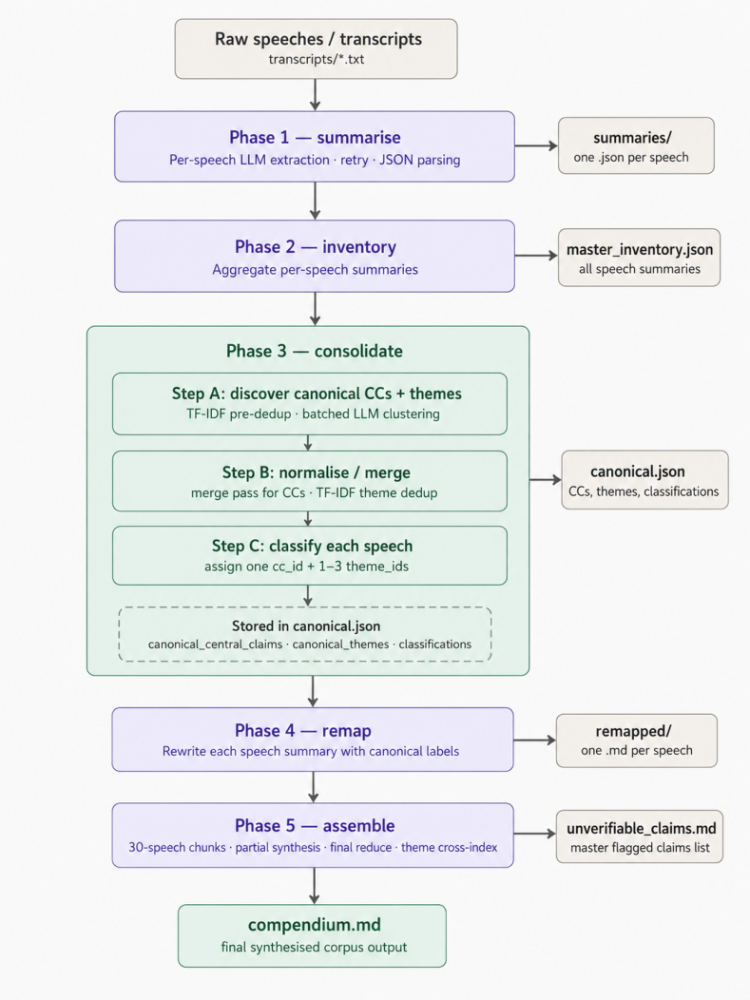 Raw speeches / transcripts
transcripts/*.txt
Phase 1 — summarise
Per-speech LLM extraction · retry · JSON parsing
summaries/
one .json per speech
Phase 2 — inventory
Aggregate per-speech summaries
master_inventory.json
all speech summaries
Phase 3 — consolidate
Step A: discover canonical CCs + themes
TF-IDF pre-dedup · batched LLM clustering
Step B: normalise / merge
merge pass for CCs · TF-IDF theme dedup
Step C: classify each speech
assign one cc_id + 1–3 theme_ids
Stored in canonical.json
canonical_central_claims · canonical_themes · classifications
canonical.json
CCs, themes, classifications
Phase 4 — remap
Rewrite each speech summary with canonical labels
remapped/
one .md per speech
Phase 5 — assemble
30-speech chunks · partial synthesis · final reduce · theme cross-index
unverifiable_claims.md
master flagged claims list
compendium.md
final synthesised corpus output